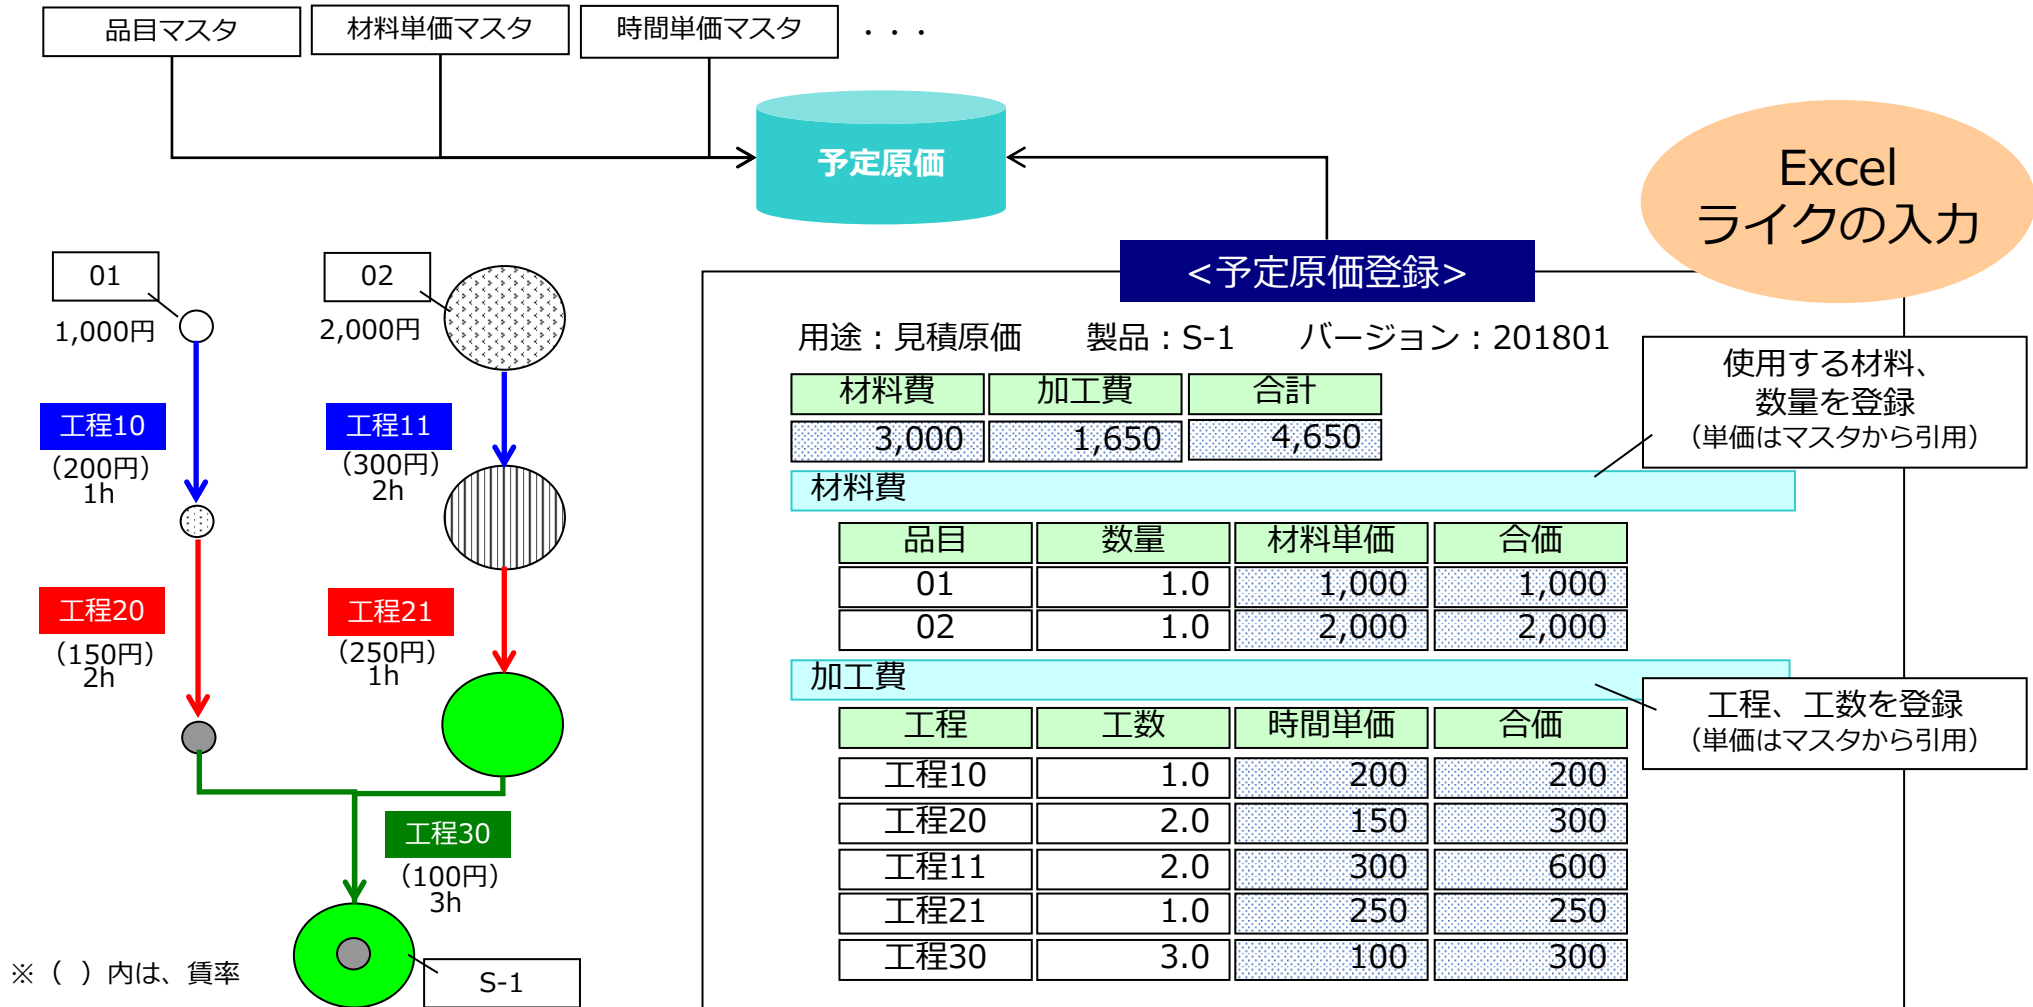 品目マスタ
材料単価マスタ
時間単価マスタ
・・・
予定原価
Excel
ライクの入力
<予定原価登録>
01
1,000円
02
2,000円
工程10
(200円)
1h
工程11
(300円)
2h
工程20
(150円)
2h
工程21
(250円)
1h
工程30
(100円)
3h
S-1
※( )内は、賃率
用途:見積原価 製品:S-1 バージョン:201801
材料費 加工費 合計
3,000 1,650 4,650
使用する材料、
数量を登録
(単価はマスタから引用)
材料費
品目 数量 材料単価 合価
01 1.0 1,000 1,000
02 1.0 2,000 2,000
加工費
工程、工数を登録
(単価はマスタから引用)
工程 工数 時間単価 合価
工程10 1.0 200 200
工程20 2.0 150 300
工程11 2.0 300 600
工程21 1.0 250 250
工程30 3.0 100 300